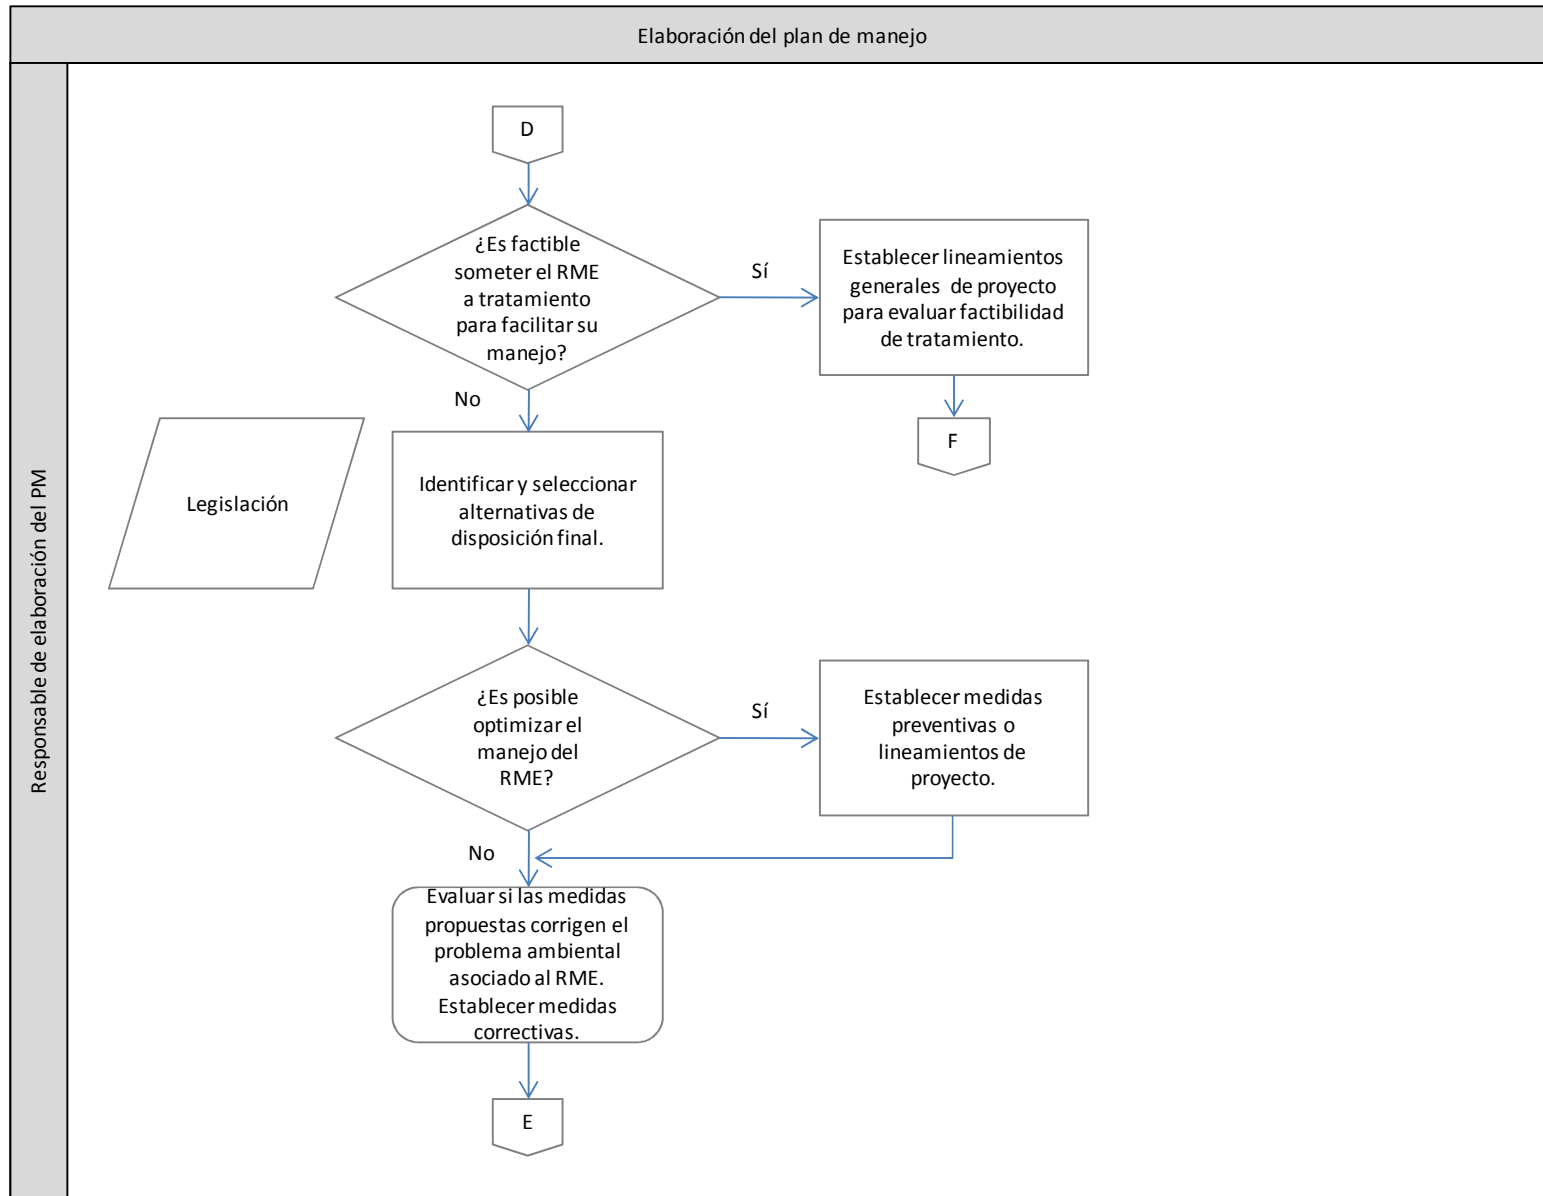 Elaboración del plan de manejo
Responsable de elaboración del PM
D
¿Es factible
someter el RME
a tratamiento
para facilitar su
manejo?
Sí
Establecer lineamientos
generales de proyecto
para evaluar factibilidad
de tratamiento.
No
F
Legislación
Identificar y seleccionar
alternativas de
disposición final.
¿Es posible
optimizar el
manejo del
RME?
Sí
Establecer medidas
preventivas o
lineamientos de
proyecto.
No
Evaluar si las medidas
propuestas corrigen el
problema ambiental
asociado al RME.
Establecer medidas
correctivas.
E